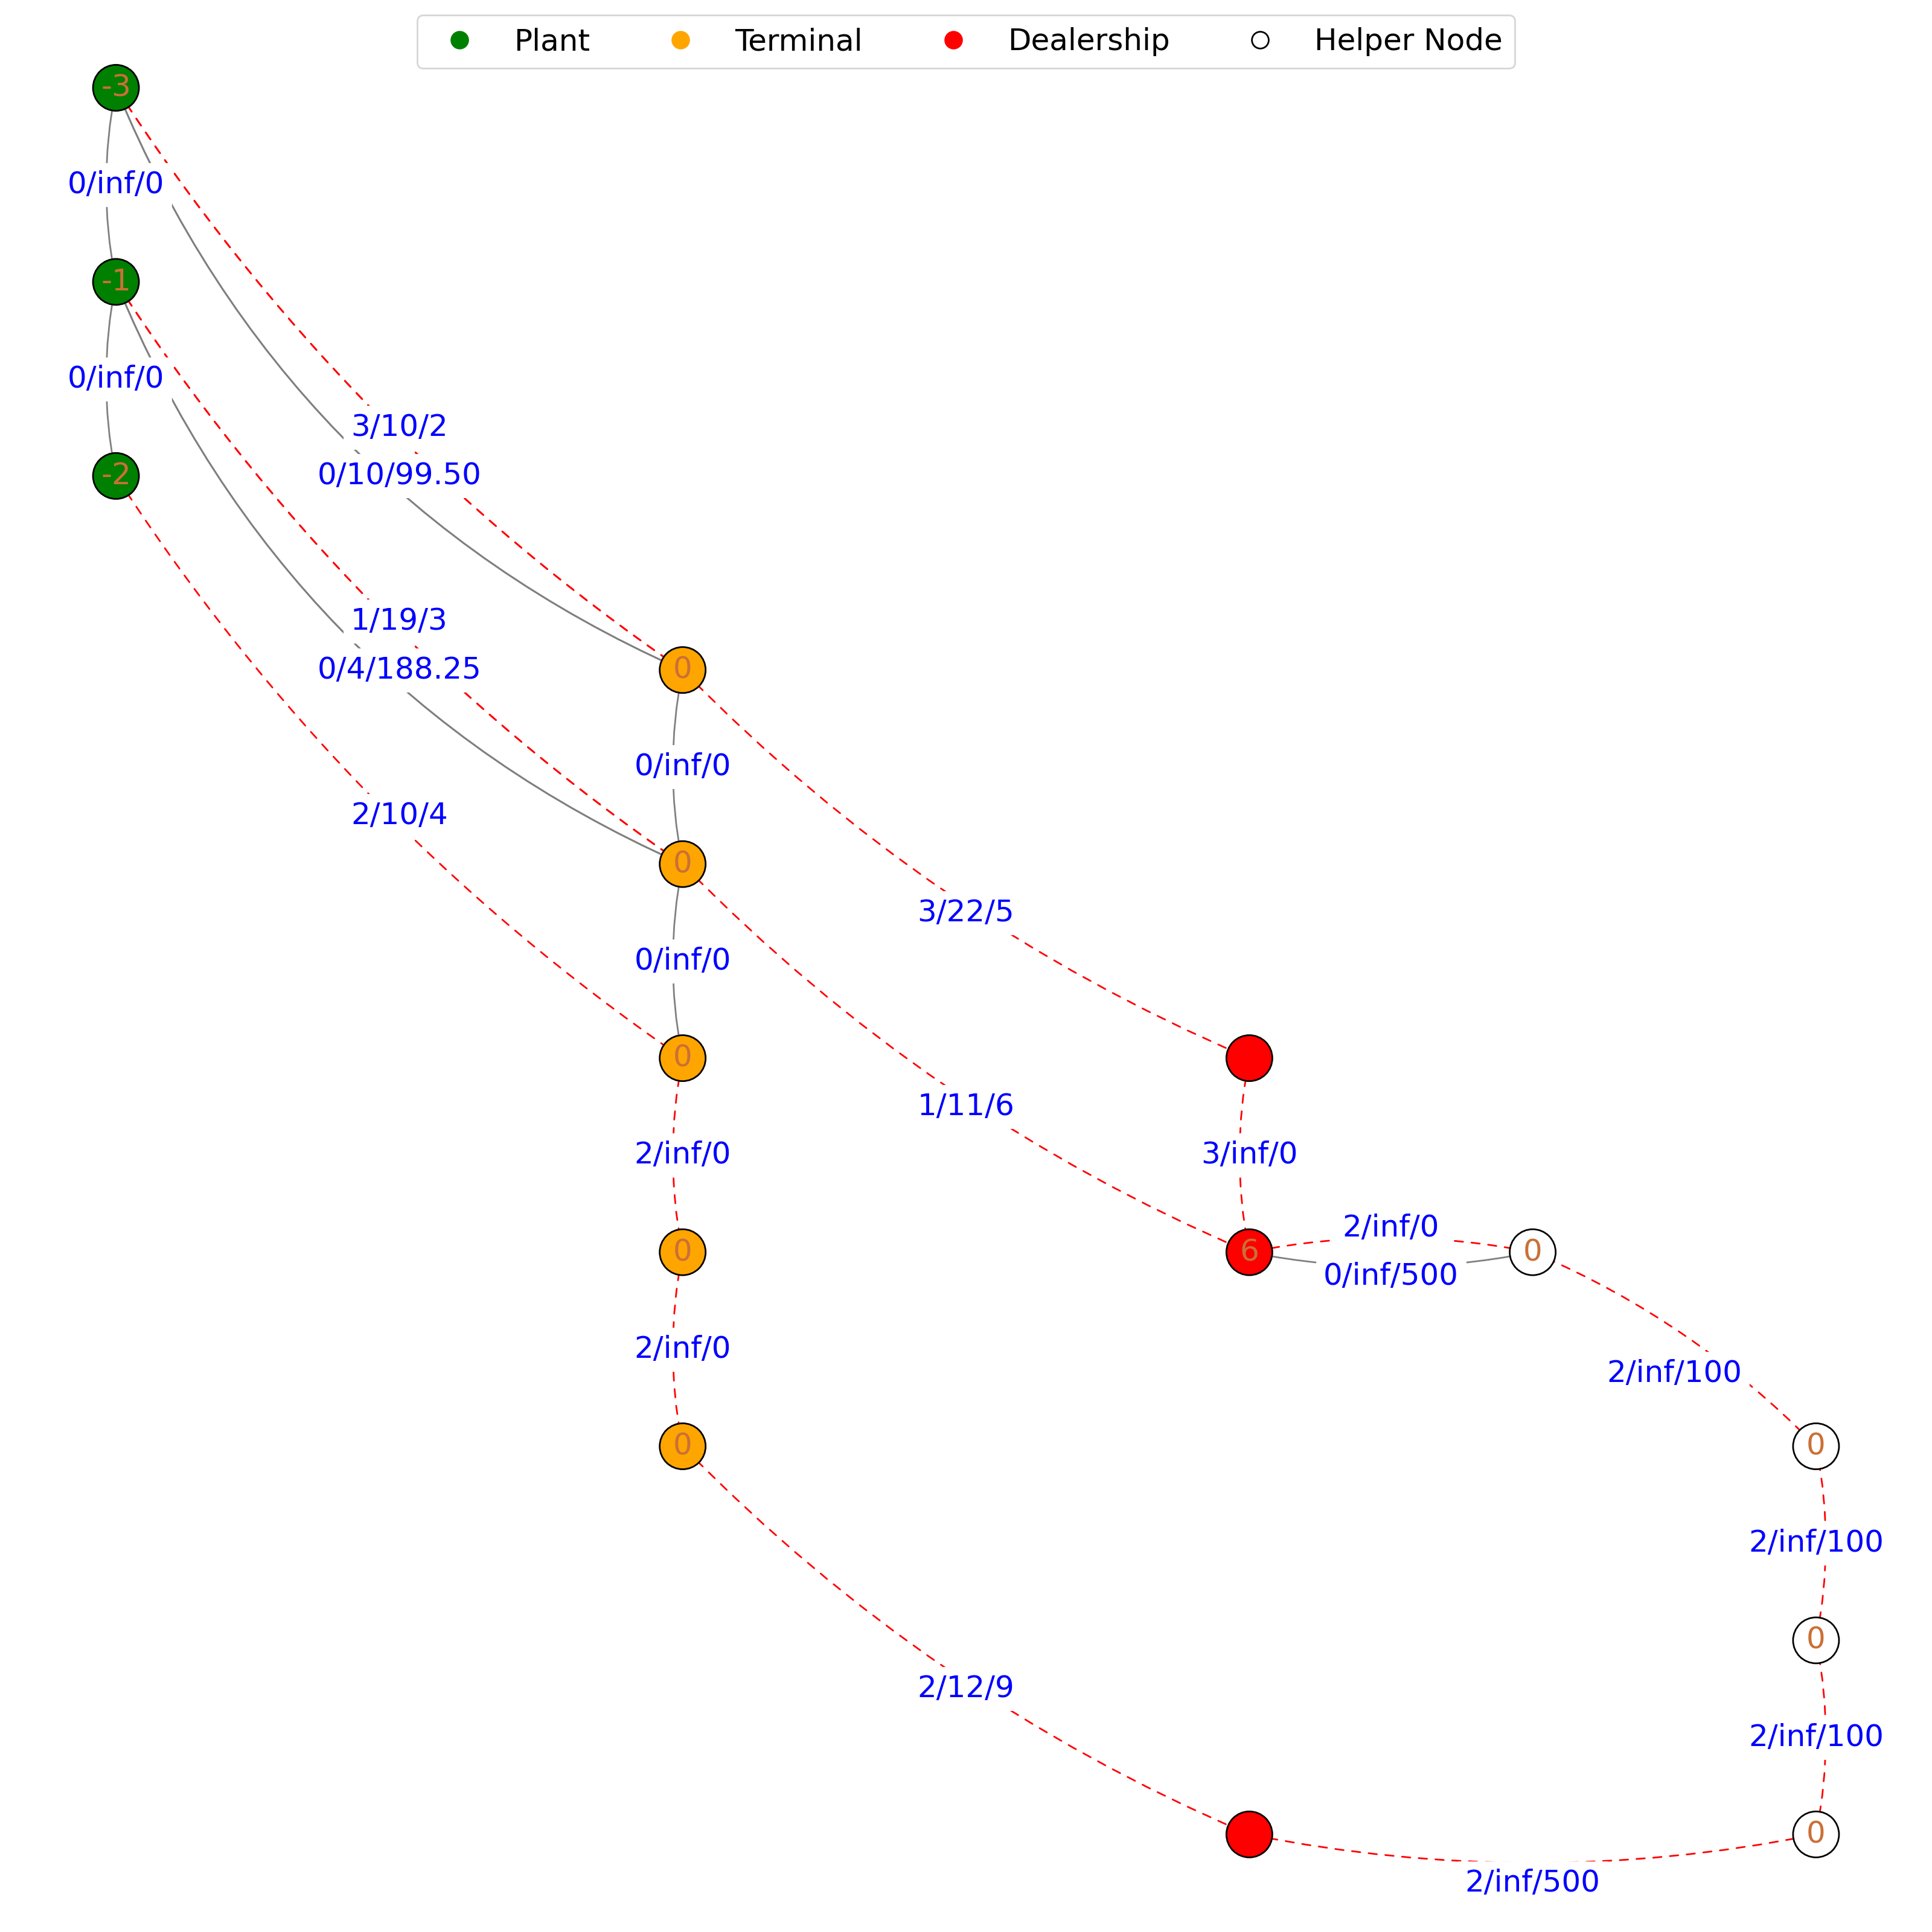 Plant Terminal Dealership Helper Node
-3
0/inf/0
-1
0/inf/0
3/10/2
0/10/99.50
-2
1/19/3
0/4/188.25
0
0/inf/0
2/10/4
0
3/22/5
0/inf/0
0
1/11/6
2/inf/0
3/inf/0
2/inf/0
0
6
0
0/inf/500
2/inf/0
2/inf/100
0
0
2/inf/100
0
2/12/9
2/inf/100
0
2/inf/500